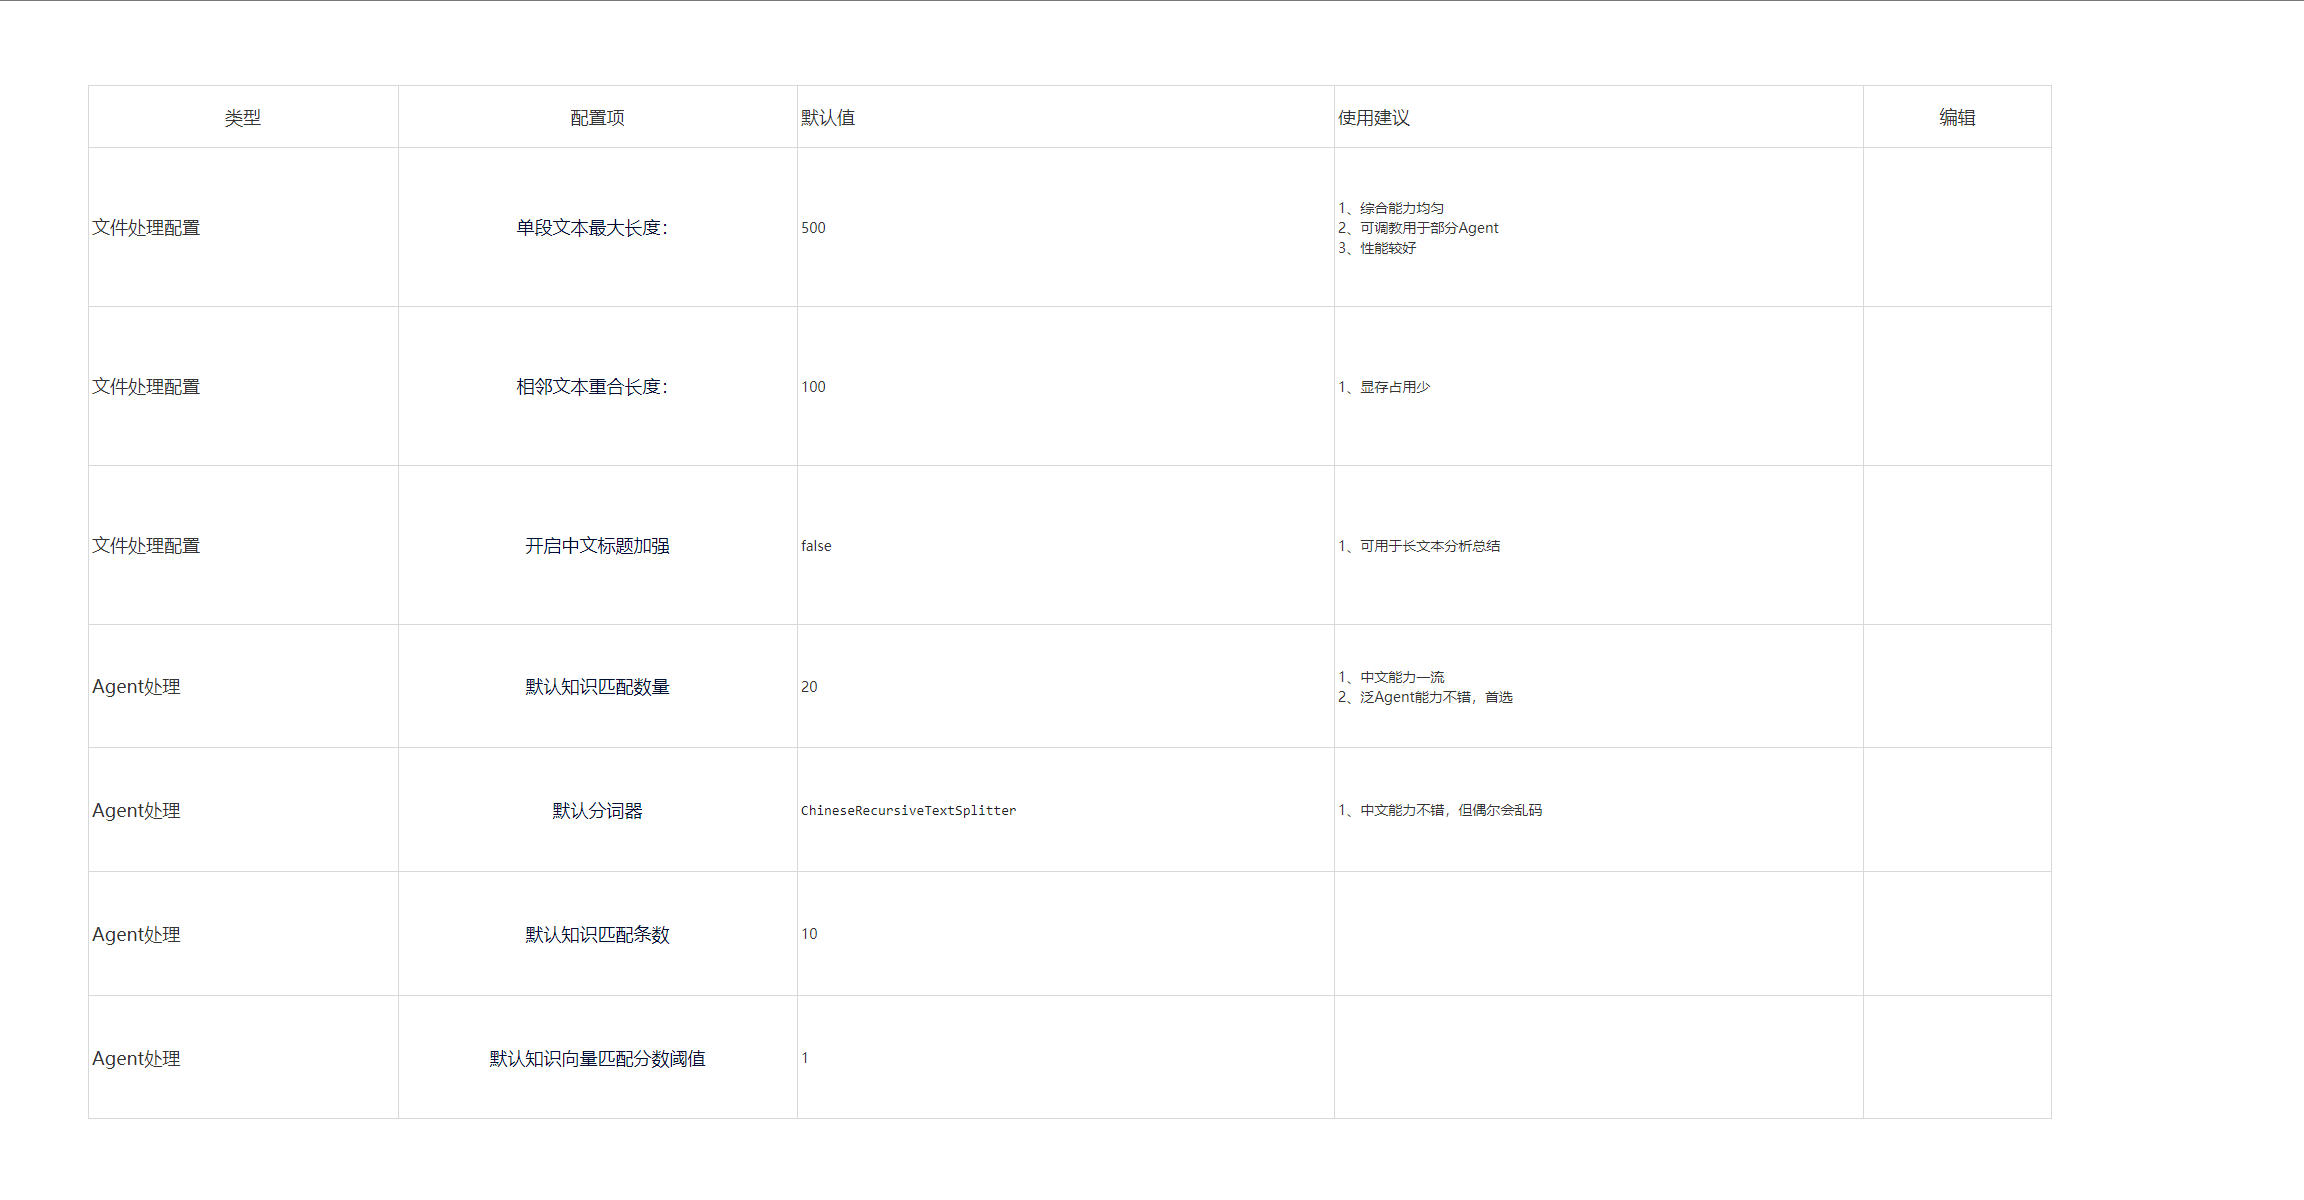 类型 配置项 默认值 使用建议 编辑
文件处理配置 单段文本最大长度： 500 1、综合能力均匀
2、可调教用于部分Agent
3、性能较好
文件处理配置 相邻文本重合长度： 100 1、显存占用少
文件处理配置 开启中文标题加强 false 1、可用于长文本分析总结
Agent处理 默认知识匹配数量 20 1、中文能力一流
2、泛Agent能力不错，首选
Agent处理 默认分词器 ChineseRecursiveTextSplitter 1、中文能力不错，但偶尔会乱码
Agent处理 默认知识匹配条数 10
Agent处理 默认知识向量匹配分数阈值 1